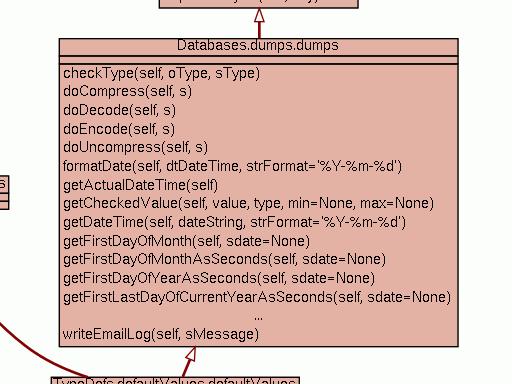 Databases.dumps.dumps
checkType(self, oType, sType)
doCompress(self, s)
doDecode(self, s)
doEncode(self, s)
doUncompress(self, s)
formatDate(self, dtDateTime, strFormat='%Y-%m-%d')
getActualDateTime(self)
getCheckedValue(self, value, type, min=None, max=None)
getDateTime(self, dateString, strFormat='%Y-%m-%d')
getFirstDayOfMonth(self, sdate=None)
getFirstDayOfMonthAsSeconds(self, sdate=None)
getFirstDayOfYearAsSeconds(self, sdate=None)
getFirstLastDayOfCurrentYearAsSeconds(self, sdate=None)
...
writeEmailLog(self, sMessage)
TypeDefs.defaultValues.defaultValues